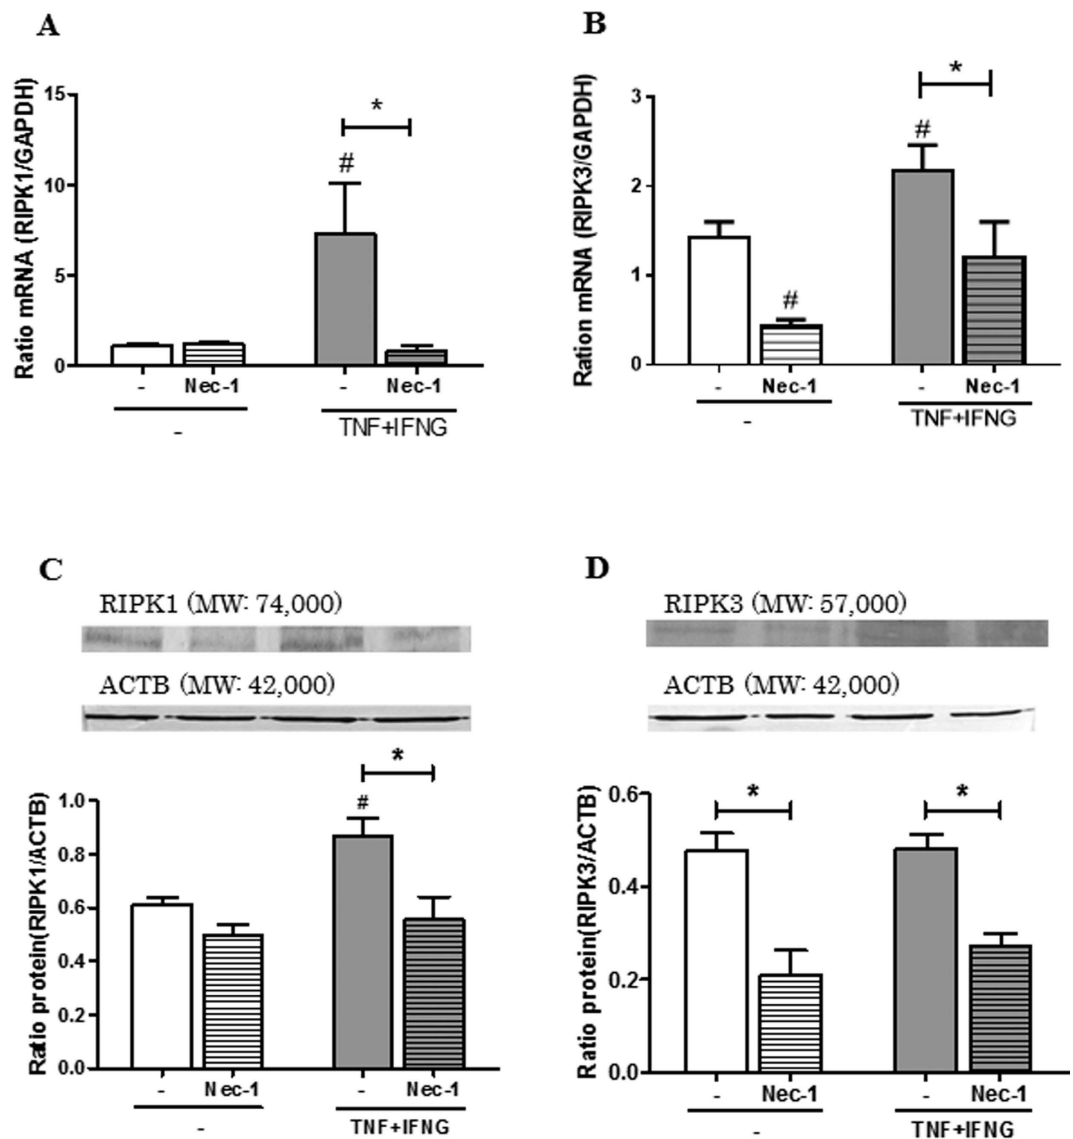 A
Ratio mRNA (RIPK1/GAPDH)
15
10
5
0
*
#
- Nec-1 - Nec-1
- TNF+IFNG
B
Ration mRNA (RIPK3/GAPDH)
3
2
1
0
*
#
#
- Nec-1 - Nec-1
- TNF+IFNG
C
RIPK1 (MW: 74,000)
ACTB (MW: 42,000)
Ratio protein(RIPK1/ACTB)
1.0
0.8
0.6
0.4
0.2
0.0
*
#
- Nec-1 - Nec-1
- TNF+IFNG
D
RIPK3 (MW: 57,000)
ACTB (MW: 42,000)
Ratio protein(RIPK3/ACTB)
0.6
0.4
0.2
0.0
* *
- Nec-1 - Nec-1
- TNF+IFNG